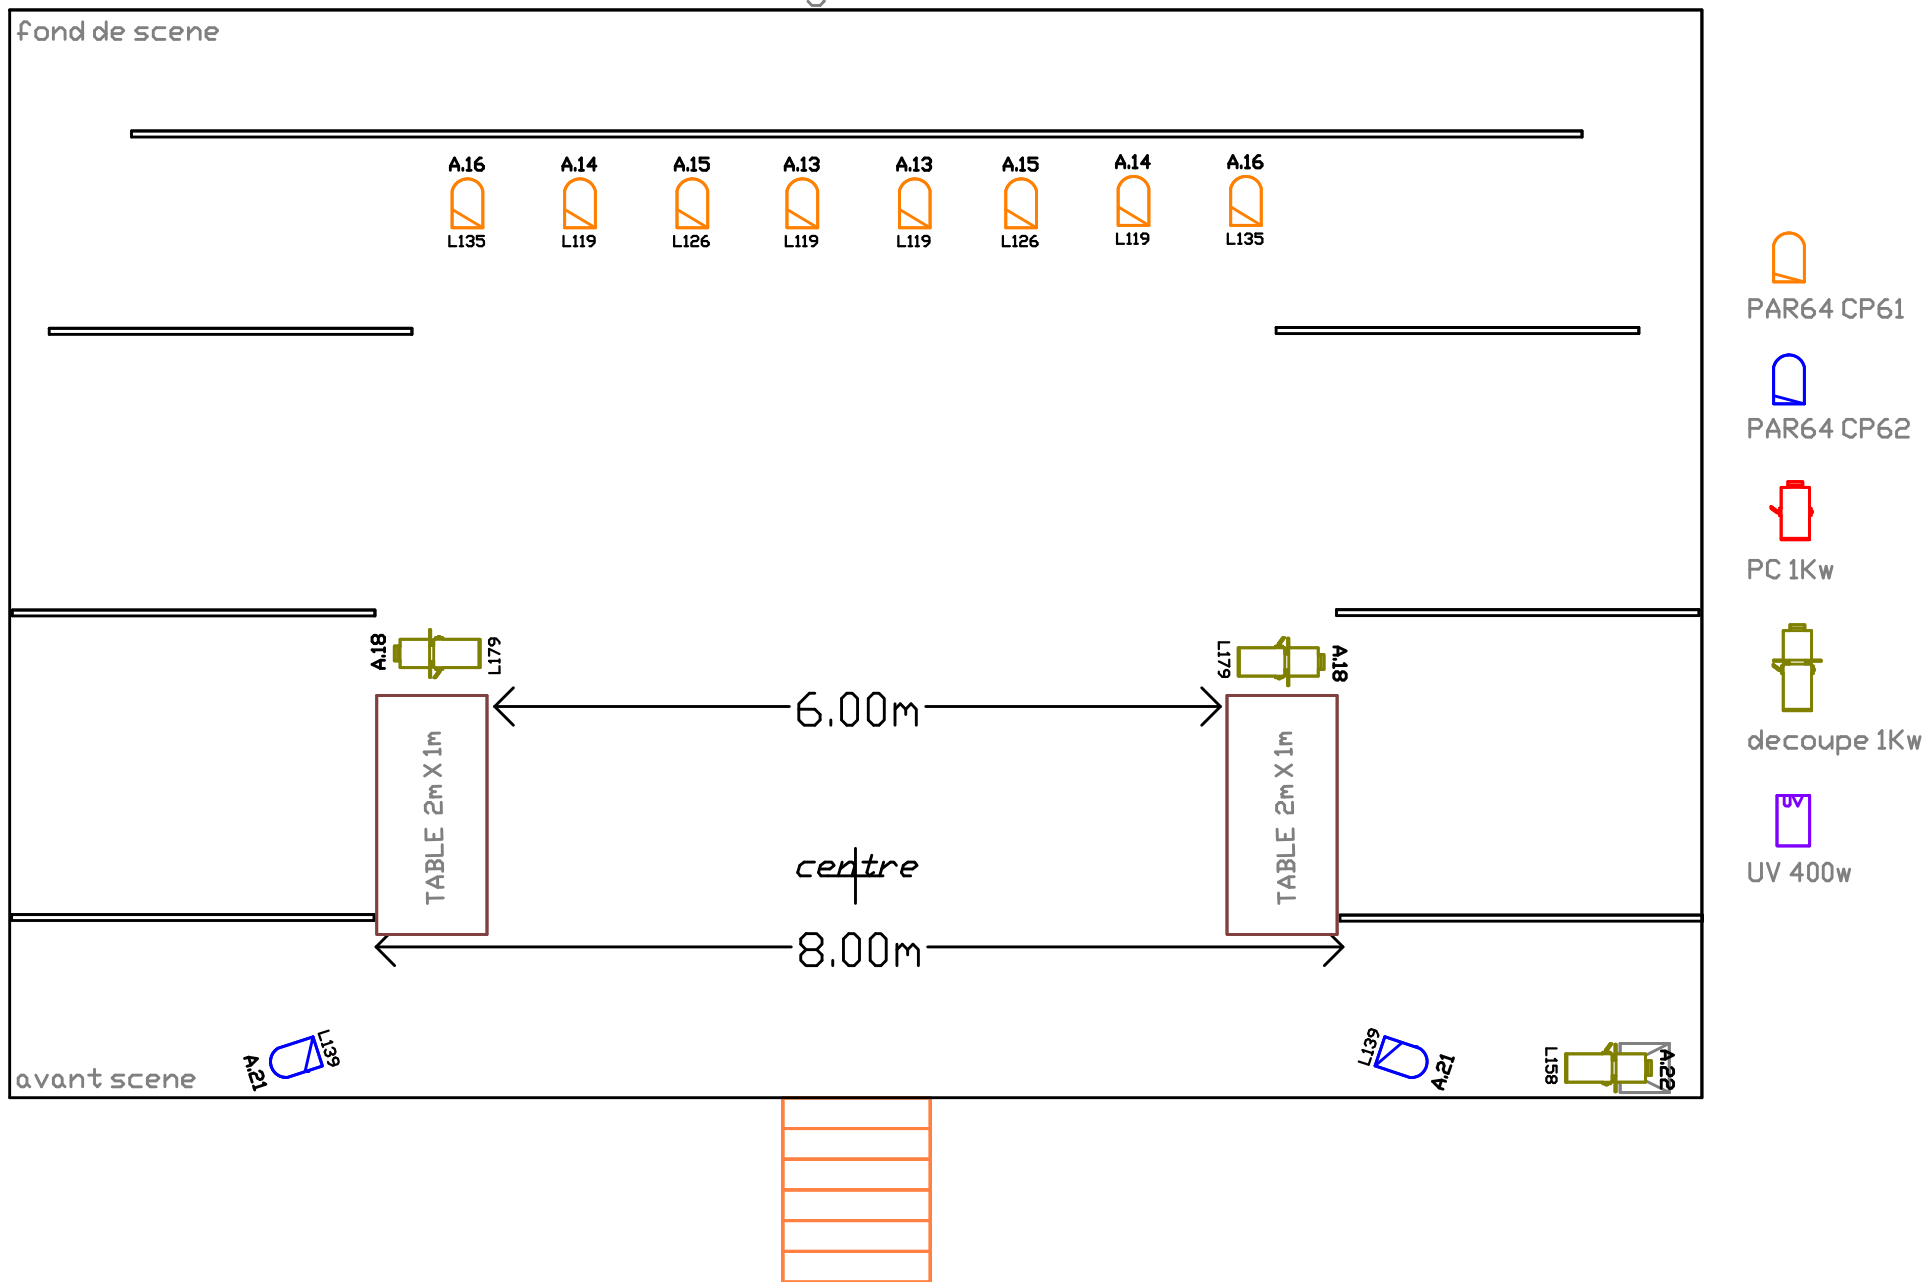 fond de scene
A.16 A.14 A.15 A.13 A.13 A.15 A.14 A.16
L135 L119 L126 L119 L119 L126 L119 L135
A.18 L179 L179 A.18
6.00m
TABLE 2m X 1m
TABLE 2m X 1m
centre
8.00m
A.21 L139 L139 A.21 L158 A.22
avant scene
PAR64 CP61
PAR64 CP62
PC 1Kw
decoupe 1Kw
UV
UV 400w